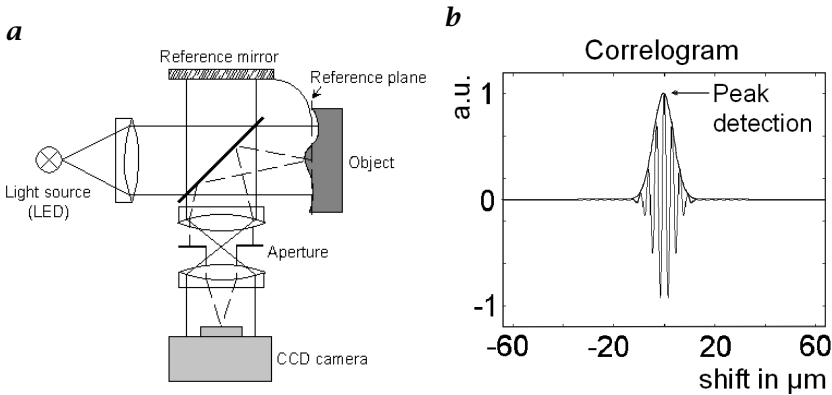 a
Reference mirror
Reference plane
Object
Light source
(LED)
Aperture
CCD camera
b
Correlogram
a.u.
1
0
-1
Peak
detection
-60
-20
20
60
shift in µm